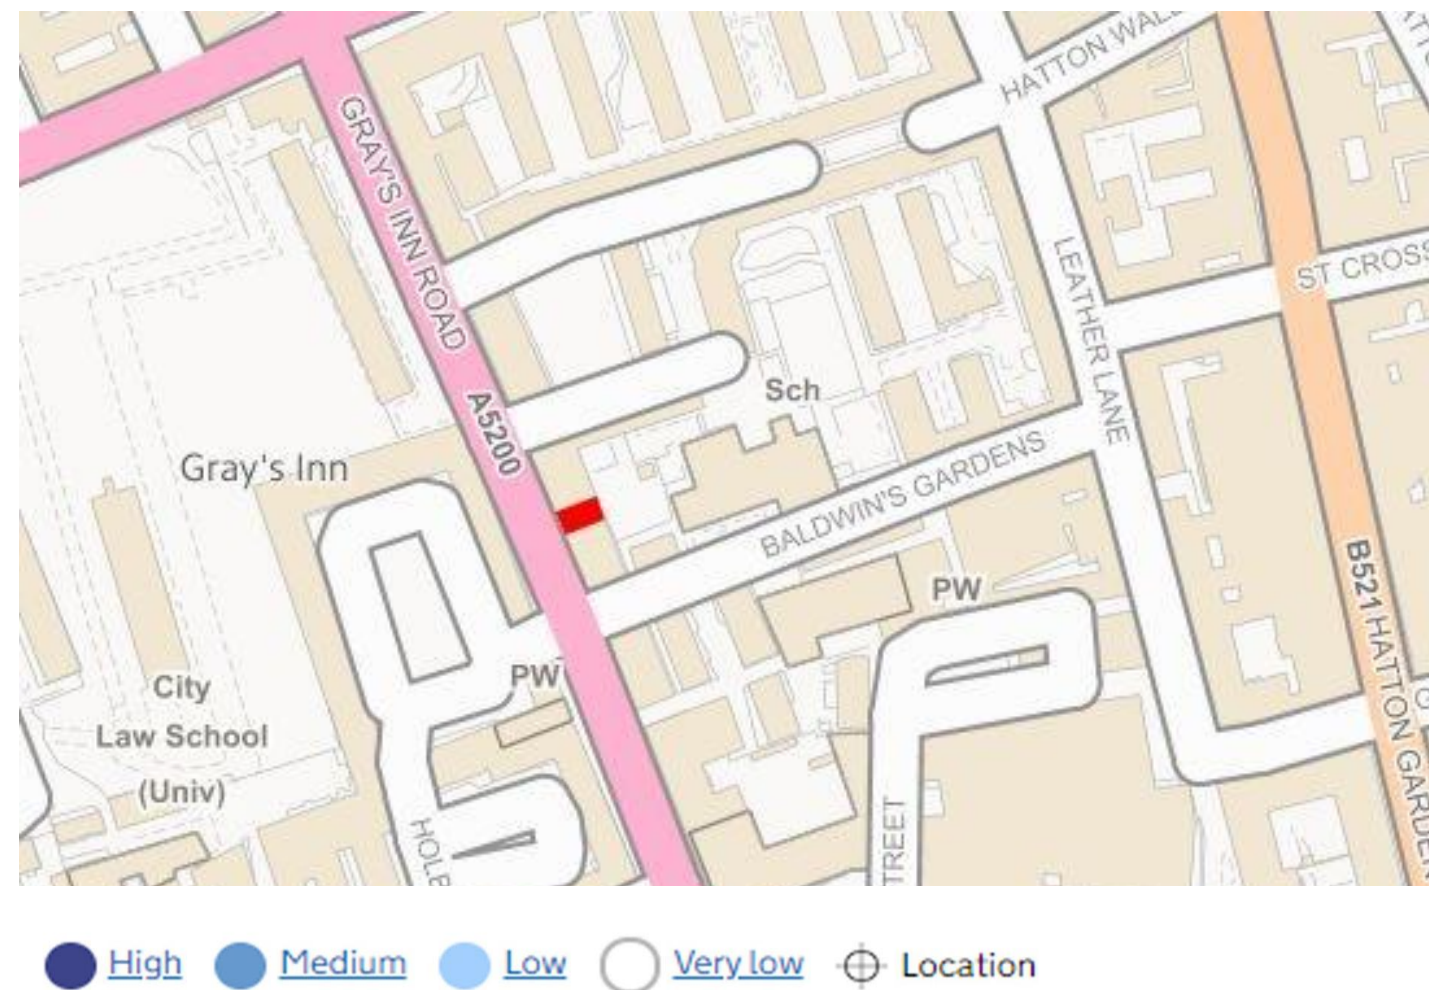 HATTON WALL
GRAY'S INN ROAD
ST CROSS
LEATHER LANE
Sch
A5200
Gray's Inn
BALDWIN'S GARDENS
PW
B521 HATTON GARDEN
PW
City
Law School
(Univ)
HOLB
TREET
High
Medium
Low
Very low
Location